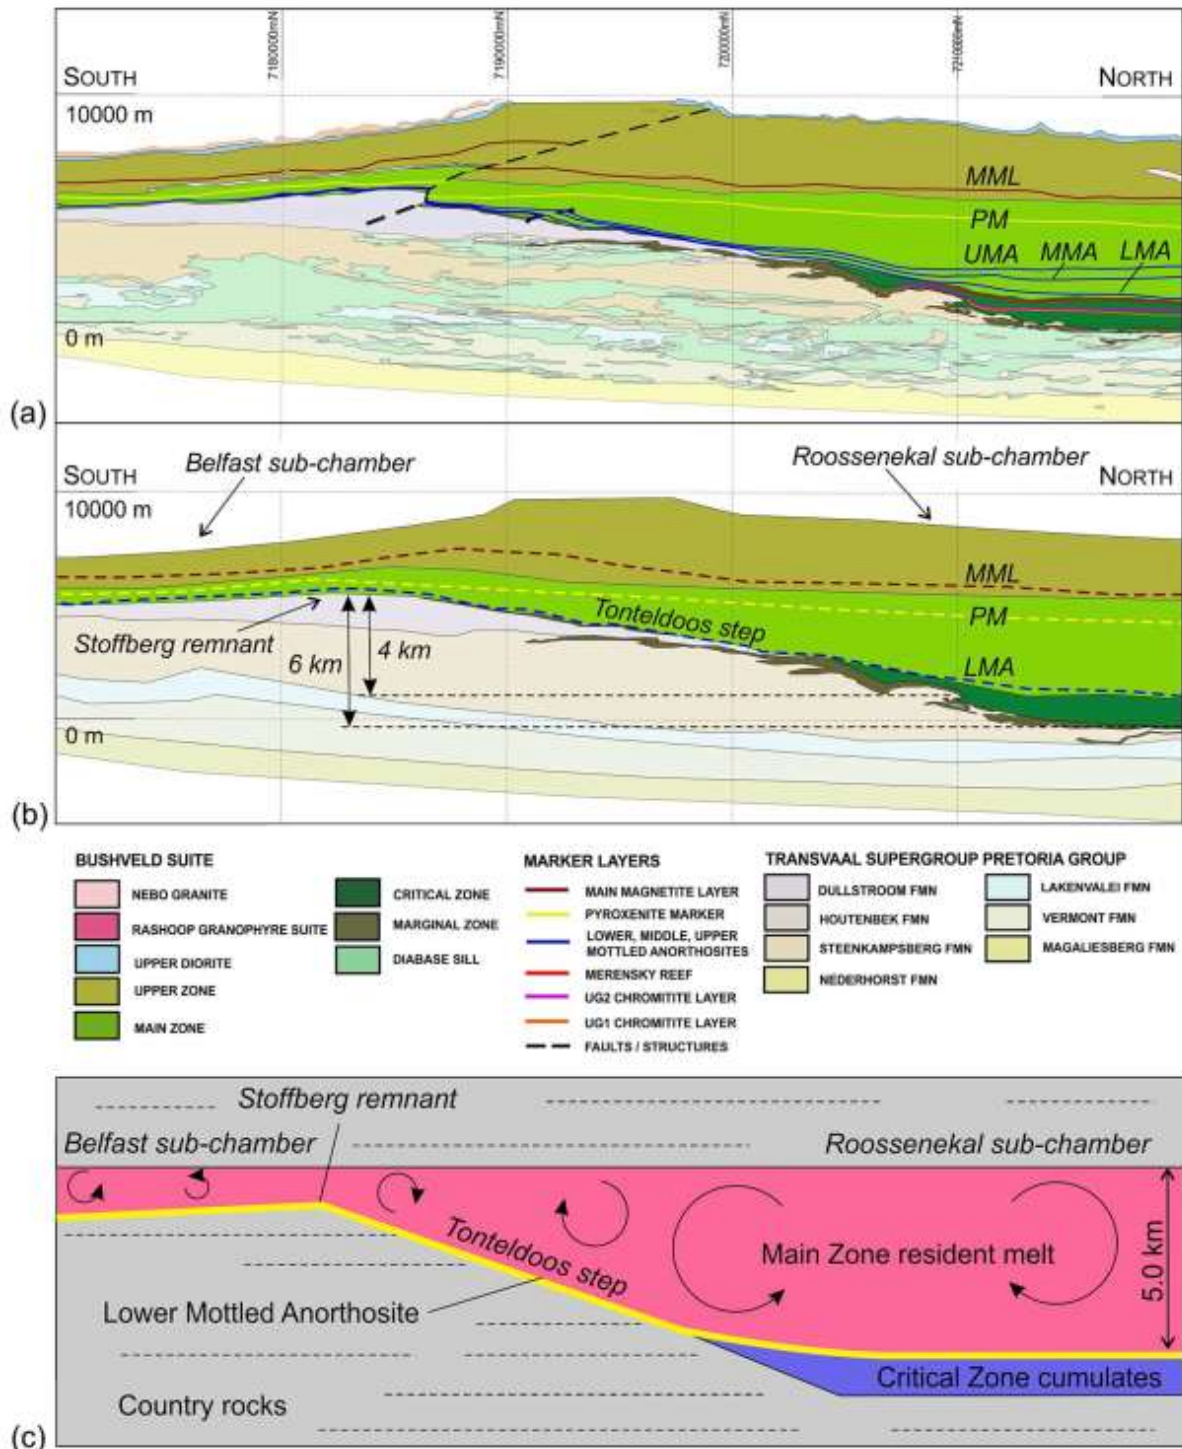 7180000mN
7190000mN
7200000mN
7210000mN
SOUTH
NORTH
10000 m
MML
PM
UMA MMA LMA
0 m
(a)
Belfast sub-chamber
Roossenekal sub-chamber
SOUTH
NORTH
10000 m
MML
PM
Tonteldoos step
Stoffberg remnant
6 km
4 km
LMA
0 m
(b)
BUSHVELD SUITE
NEBO GRANITE
RASHOOP GRANOPHYRE SUITE
UPPER DIORITE
UPPER ZONE
MAIN ZONE
CRITICAL ZONE
MARGINAL ZONE
DIABASE SILL
MARKER LAYERS
MAIN MAGNETITE LAYER
PYROXENITE MARKER
LOWER, MIDDLE, UPPER
MOTTLED ANORTHOSITES
MERENSKY REEF
UG2 CHROMITITE LAYER
UG1 CHROMITITE LAYER
FAULTS / STRUCTURES
TRANSVAAL SUPERGROUP PRETORIA GROUP
DULLSTROOM FMN
HOUTENBEK FMN
STEENKAMPSBERG FMN
NEDERHORST FMN
LAKENVALEI FMN
VERMONT FMN
MAGALIESBERG FMN
Stoffberg remnant
Belfast sub-chamber
Roossenekal sub-chamber
Tonteldoos step
Main Zone resident melt
5.0 km
Lower Mottled Anorthosite
Critical Zone cumulates
Country rocks
(c)